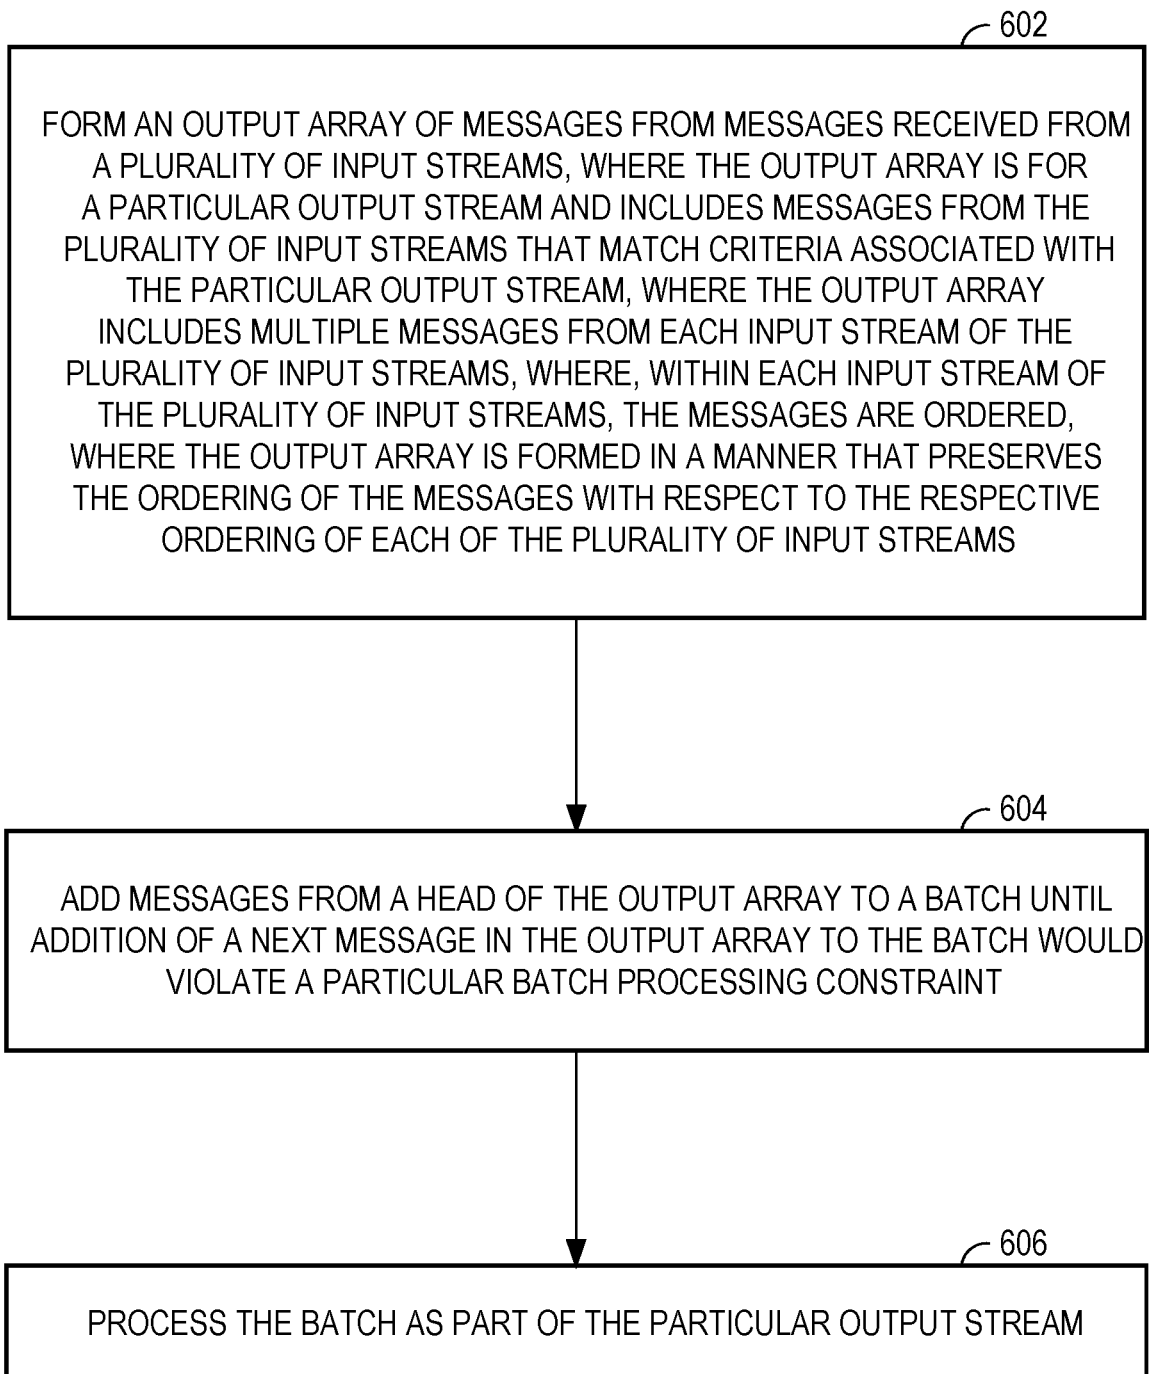 602
FORM AN OUTPUT ARRAY OF MESSAGES FROM MESSAGES RECEIVED FROM
A PLURALITY OF INPUT STREAMS, WHERE THE OUTPUT ARRAY IS FOR
A PARTICULAR OUTPUT STREAM AND INCLUDES MESSAGES FROM THE
PLURALITY OF INPUT STREAMS THAT MATCH CRITERIA ASSOCIATED WITH
THE PARTICULAR OUTPUT STREAM, WHERE THE OUTPUT ARRAY
INCLUDES MULTIPLE MESSAGES FROM EACH INPUT STREAM OF THE
PLURALITY OF INPUT STREAMS, WHERE, WITHIN EACH INPUT STREAM OF
THE PLURALITY OF INPUT STREAMS, THE MESSAGES ARE ORDERED,
WHERE THE OUTPUT ARRAY IS FORMED IN A MANNER THAT PRESERVES
THE ORDERING OF THE MESSAGES WITH RESPECT TO THE RESPECTIVE
ORDERING OF EACH OF THE PLURALITY OF INPUT STREAMS
604
ADD MESSAGES FROM A HEAD OF THE OUTPUT ARRAY TO A BATCH UNTIL
ADDITION OF A NEXT MESSAGE IN THE OUTPUT ARRAY TO THE BATCH WOULD
VIOLATE A PARTICULAR BATCH PROCESSING CONSTRAINT
606
PROCESS THE BATCH AS PART OF THE PARTICULAR OUTPUT STREAM